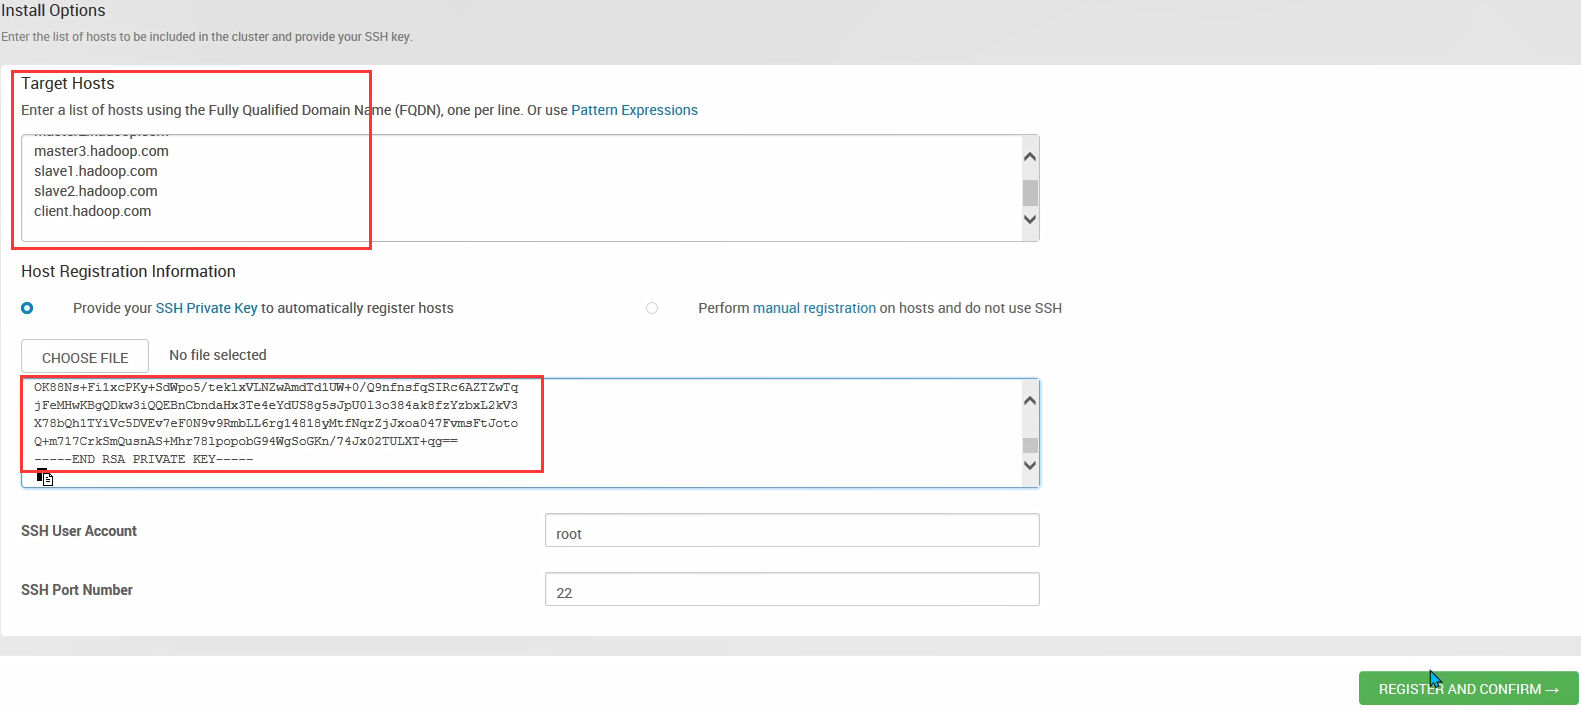 Install Options
Enter the list of hosts to be included in the cluster and provide your SSH key.
Target Hosts
Enter a list of hosts using the Fully Qualified Domain Name (FQDN), one per line. Or use Pattern Expressions
master3.hadoop.com
slave1.hadoop.com
slave2.hadoop.com
client.hadoop.com
Host Registration Information
Provide your SSH Private Key to automatically register hosts
Perform manual registration on hosts and do not use SSH
CHOOSE FILE
No file selected
OK88Ns+Fi1xcPKy+SdWpo5/teklxVLNZwAmdTd1UW+0/Q9nfnsfqSIRc6AZTZwTq
jFeMHwKBgQDkw3iQQEBnCbndaHx3Te4eYdUS8g5sJpU0l3o384ak8fzYzbxL2kV3
X78bQh1TYiVc5DVEv7eF0N9v9RmbLL6rg14818yMtfNqrZjJxoa047FvmsFtJoto
Q+m717CrkSmQusnAS+Mhr78lpopobG94WgSoGKn/74Jx02TULXT+qg==
-----END RSA PRIVATE KEY-----
SSH User Account
root
SSH Port Number
22
REGISTER AND CONFIRM →